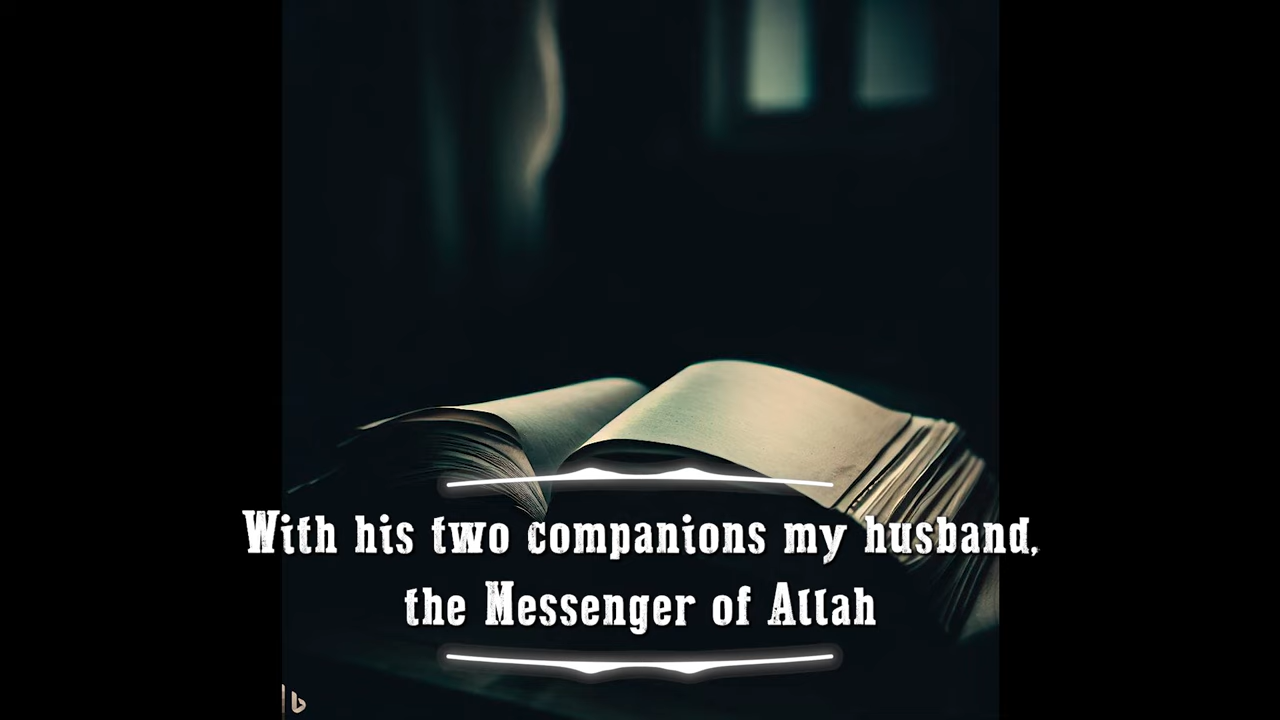 With his two companions my husband,
the Messenger of Allah